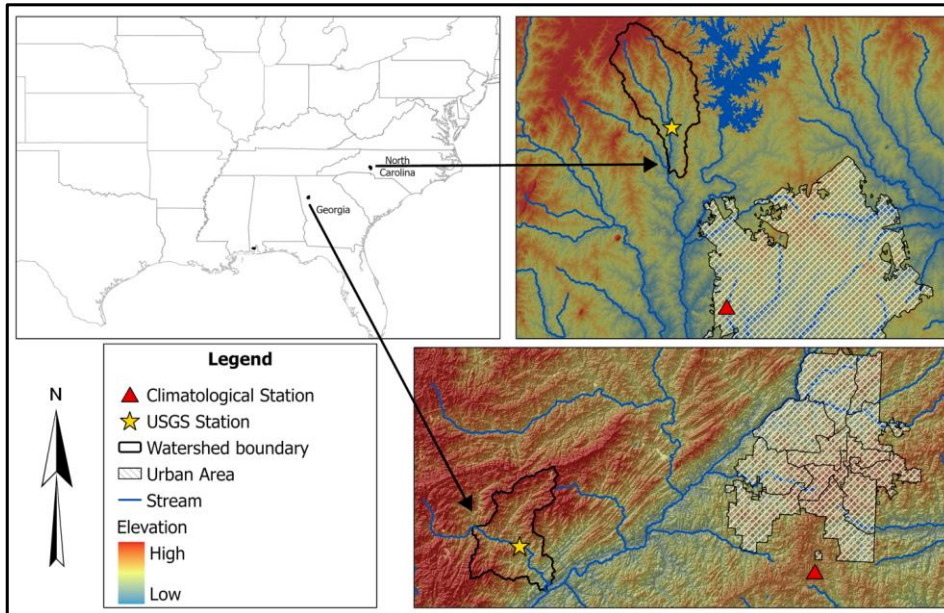 North
Carolina
Georgia
N
Legend
Climatological Station
USGS Station
Watershed boundary
Urban Area
Stream
Elevation
High
Low